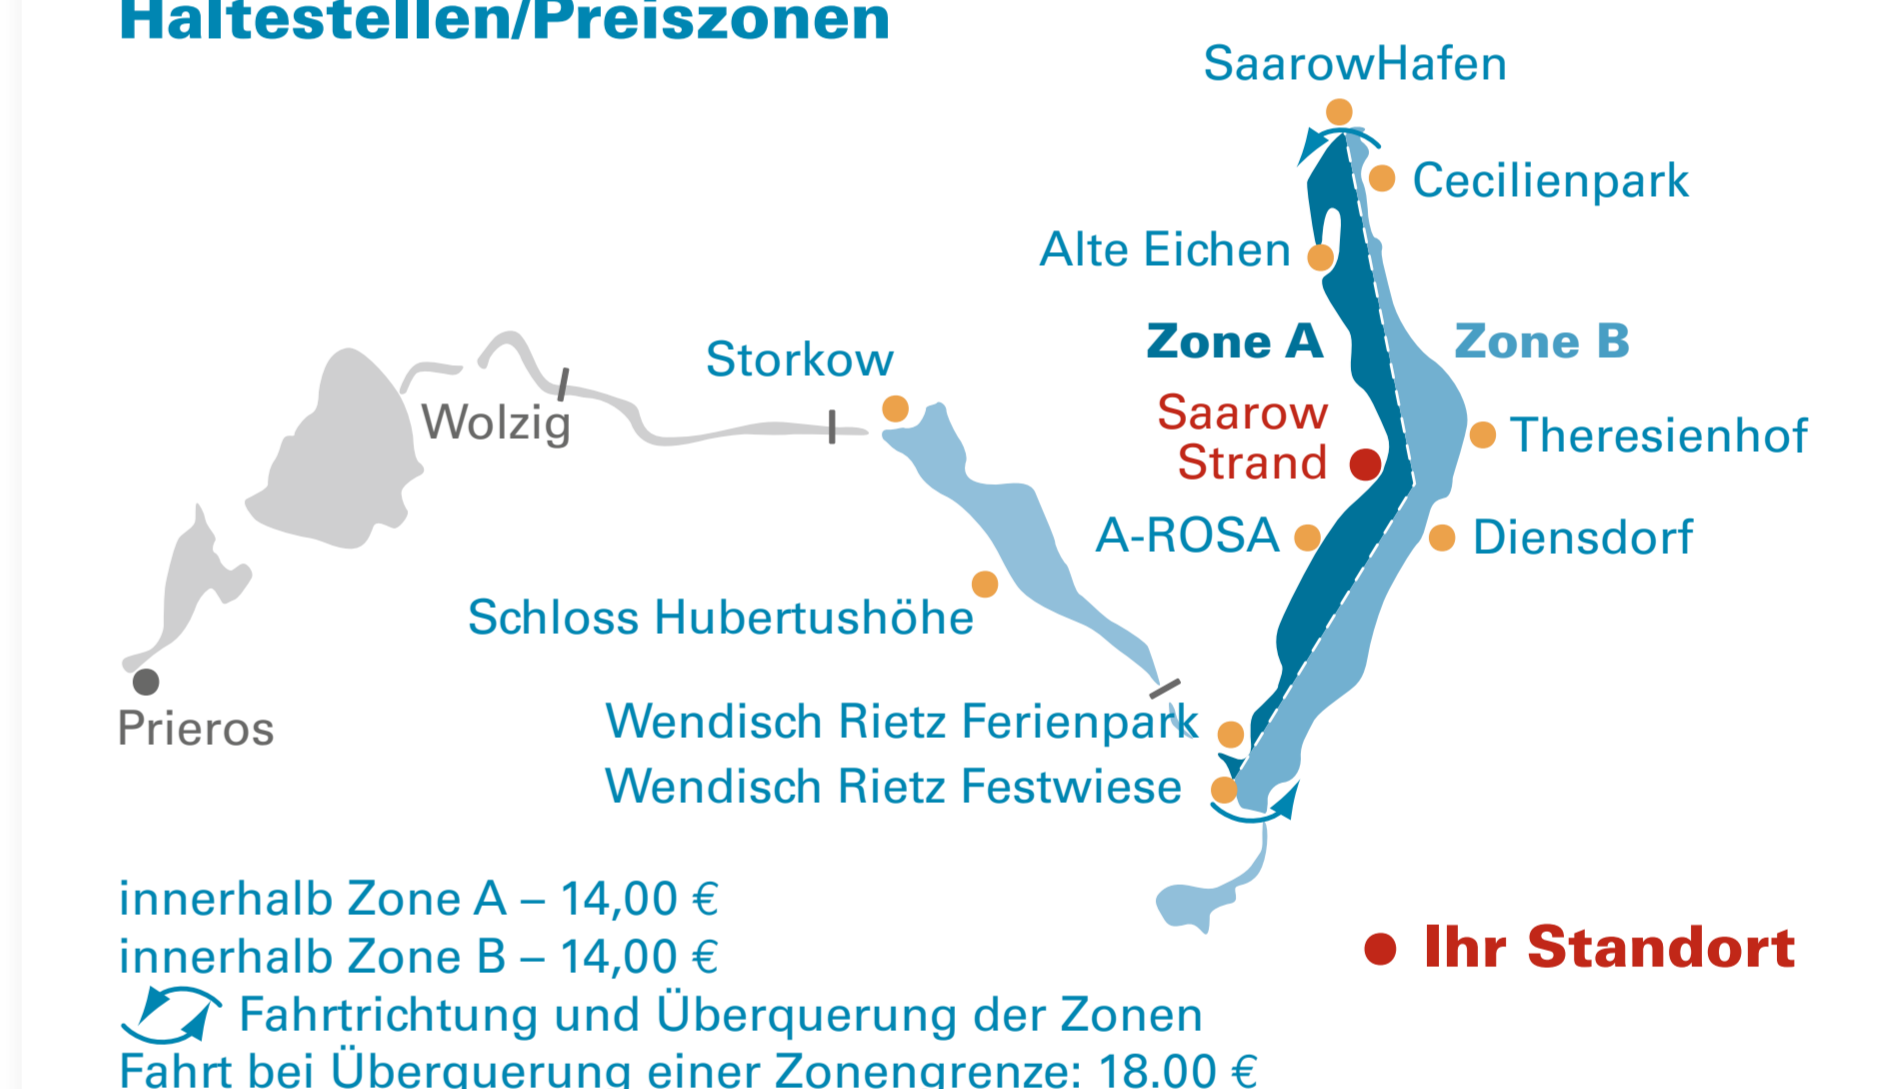 Haltestellen/Preiszonen
SaarowHafen
Cecilienpark
Alte Eichen
Zone A
Zone B
Storkow
Wolzig
Saarow
Strand
Theresienhof
A-ROSA
Diensdorf
Schloss Hubertushöhe
Prieros
Wendisch Rietz Ferienpark
Wendisch Rietz Festwiese
innerhalb Zone A – 14,00 €
innerhalb Zone B – 14,00 €
Fahrtrichtung und Überquerung der Zonen
Fahrt bei Überquerung einer Zonengrenze: 18.00 €
Ihr Standort